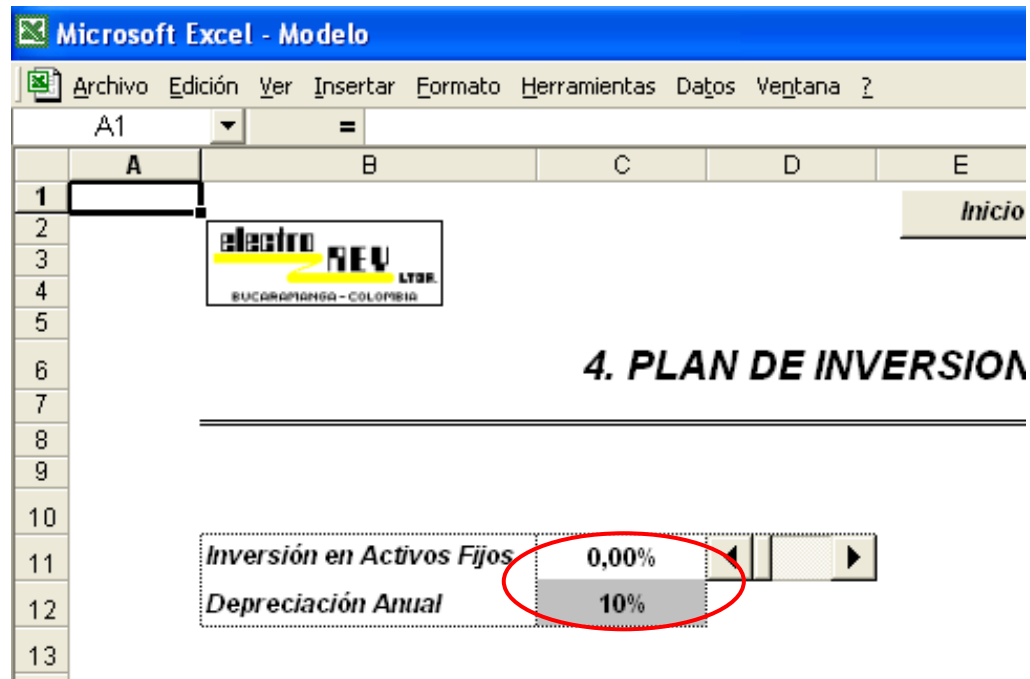 Microsoft Excel - Modelo
Archivo Edición Ver Insertar Formato Herramientas Datos Ventana ?
A1 =
A B C D E
1
Inicio
2
electro
3
REV LTDA.
4
BUCARAMANGA - COLOMBIA
5
6 4. PLAN DE INVERSION
7
8
9
10
11 Inversión en Activos Fijos 0,00%
12 Depreciación Anual 10%
13